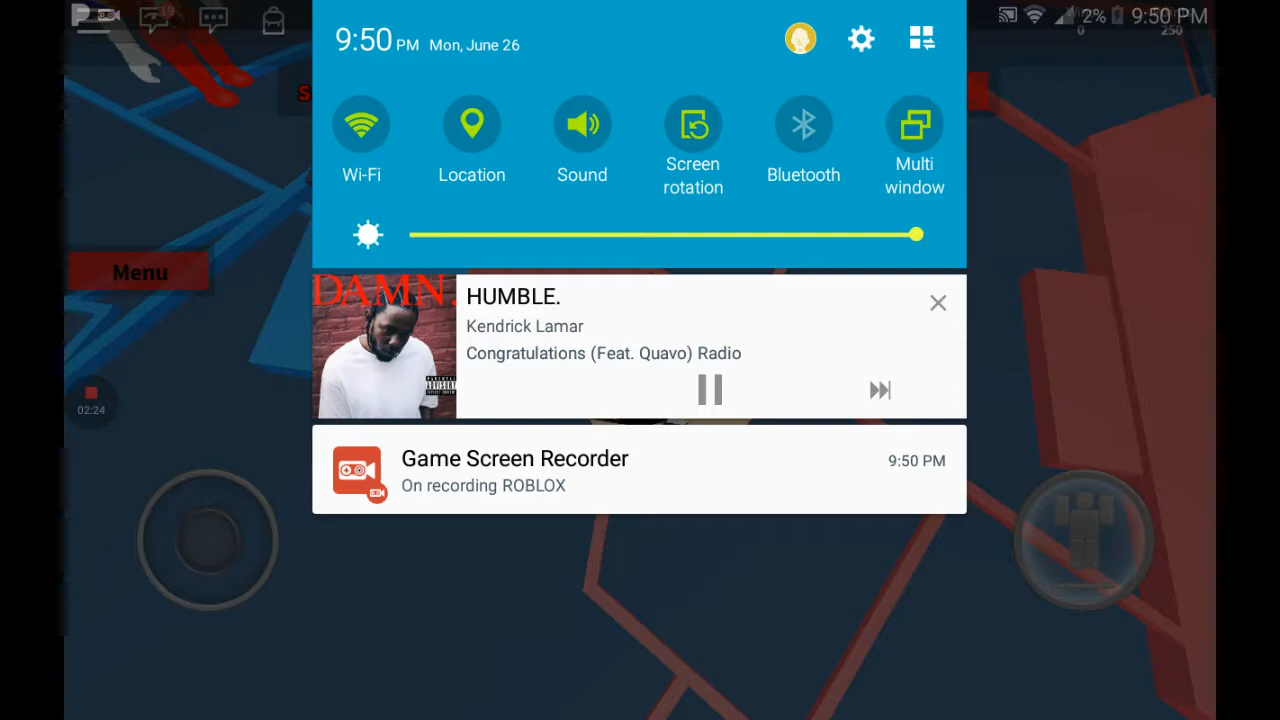 2% 9:50 PM
0 250
9:50 PM Mon, June 26
Wi-Fi
Location
Sound
Screen
rotation
Bluetooth
Multi
window
Menu
DAMN.
HUMBLE.
Kendrick Lamar
Congratulations (Feat. Quavo) Radio
02:24
Game Screen Recorder 9:50 PM
On recording ROBLOX